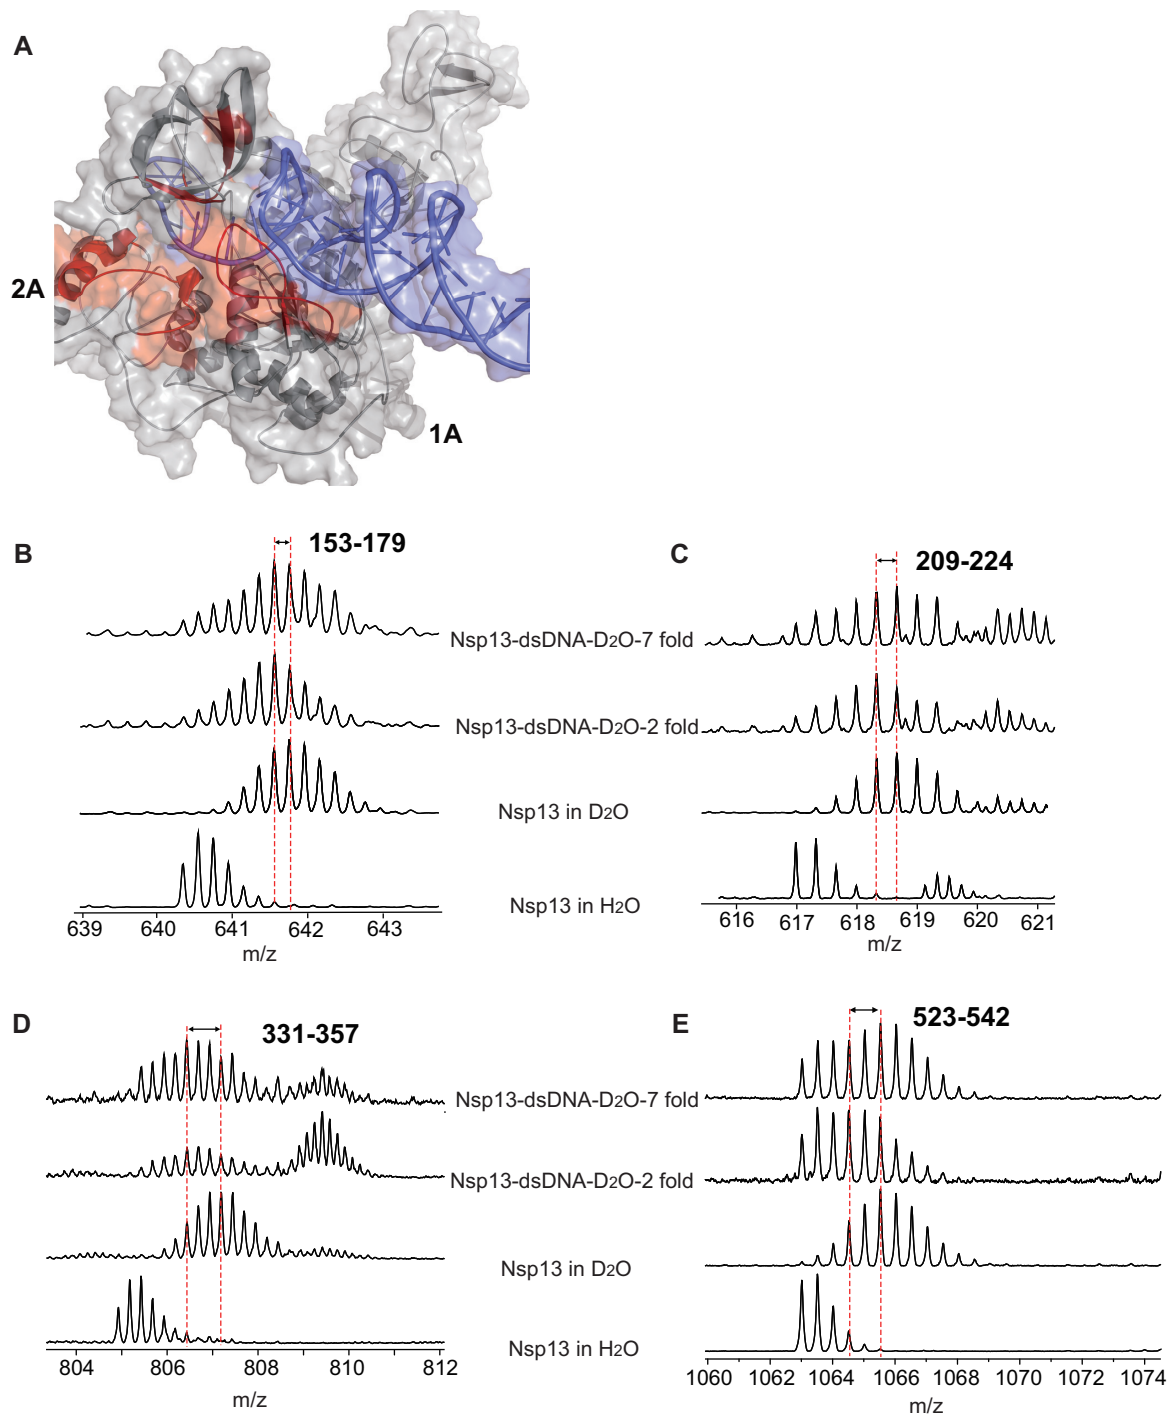 A
2A
1A
B
153-179
C
209-224
Nsp13-dsDNA-D2O-7 fold
Nsp13-dsDNA-D2O-2 fold
Nsp13 in D2O
Nsp13 in H2O
639 640 641 642 643
m/z
616 617 618 619 620 621
m/z
D
331-357
E
523-542
Nsp13-dsDNA-D2O-7 fold
Nsp13-dsDNA-D2O-2 fold
Nsp13 in D2O
Nsp13 in H2O
804 806 808 810 812
m/z
1060 1062 1064 1066 1068 1070 1072 1074
m/z